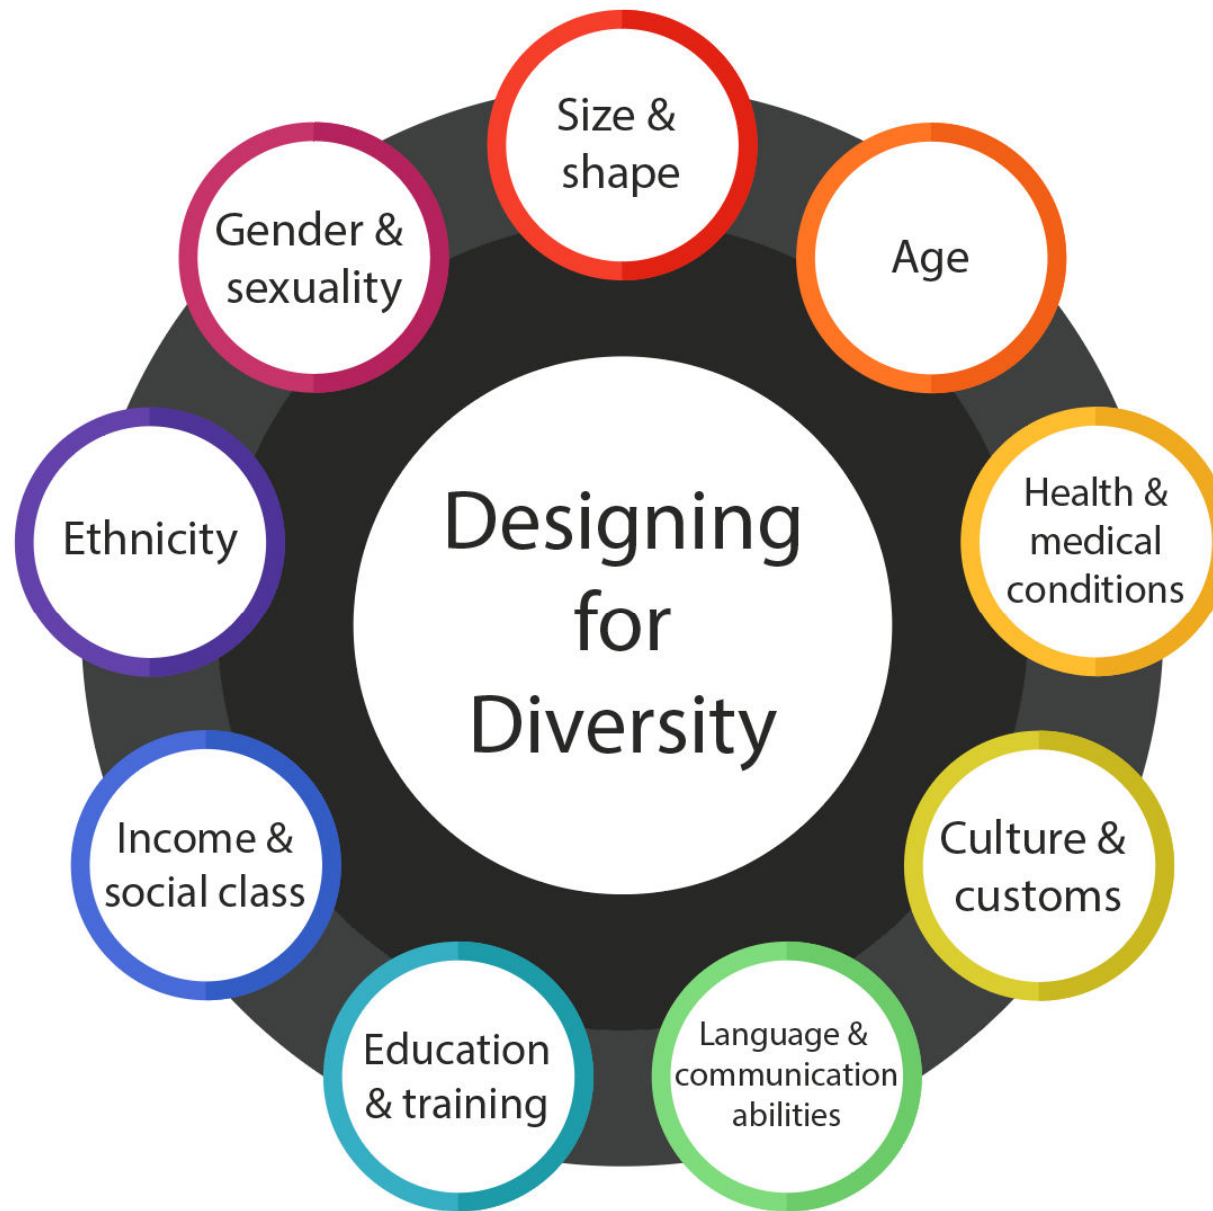 Size &
shape
Age
Health &
medical
conditions
Culture &
customs
Language &
communication
abilities
Education
& training
Income &
social class
Ethnicity
Gender &
sexuality
Designing
for
Diversity